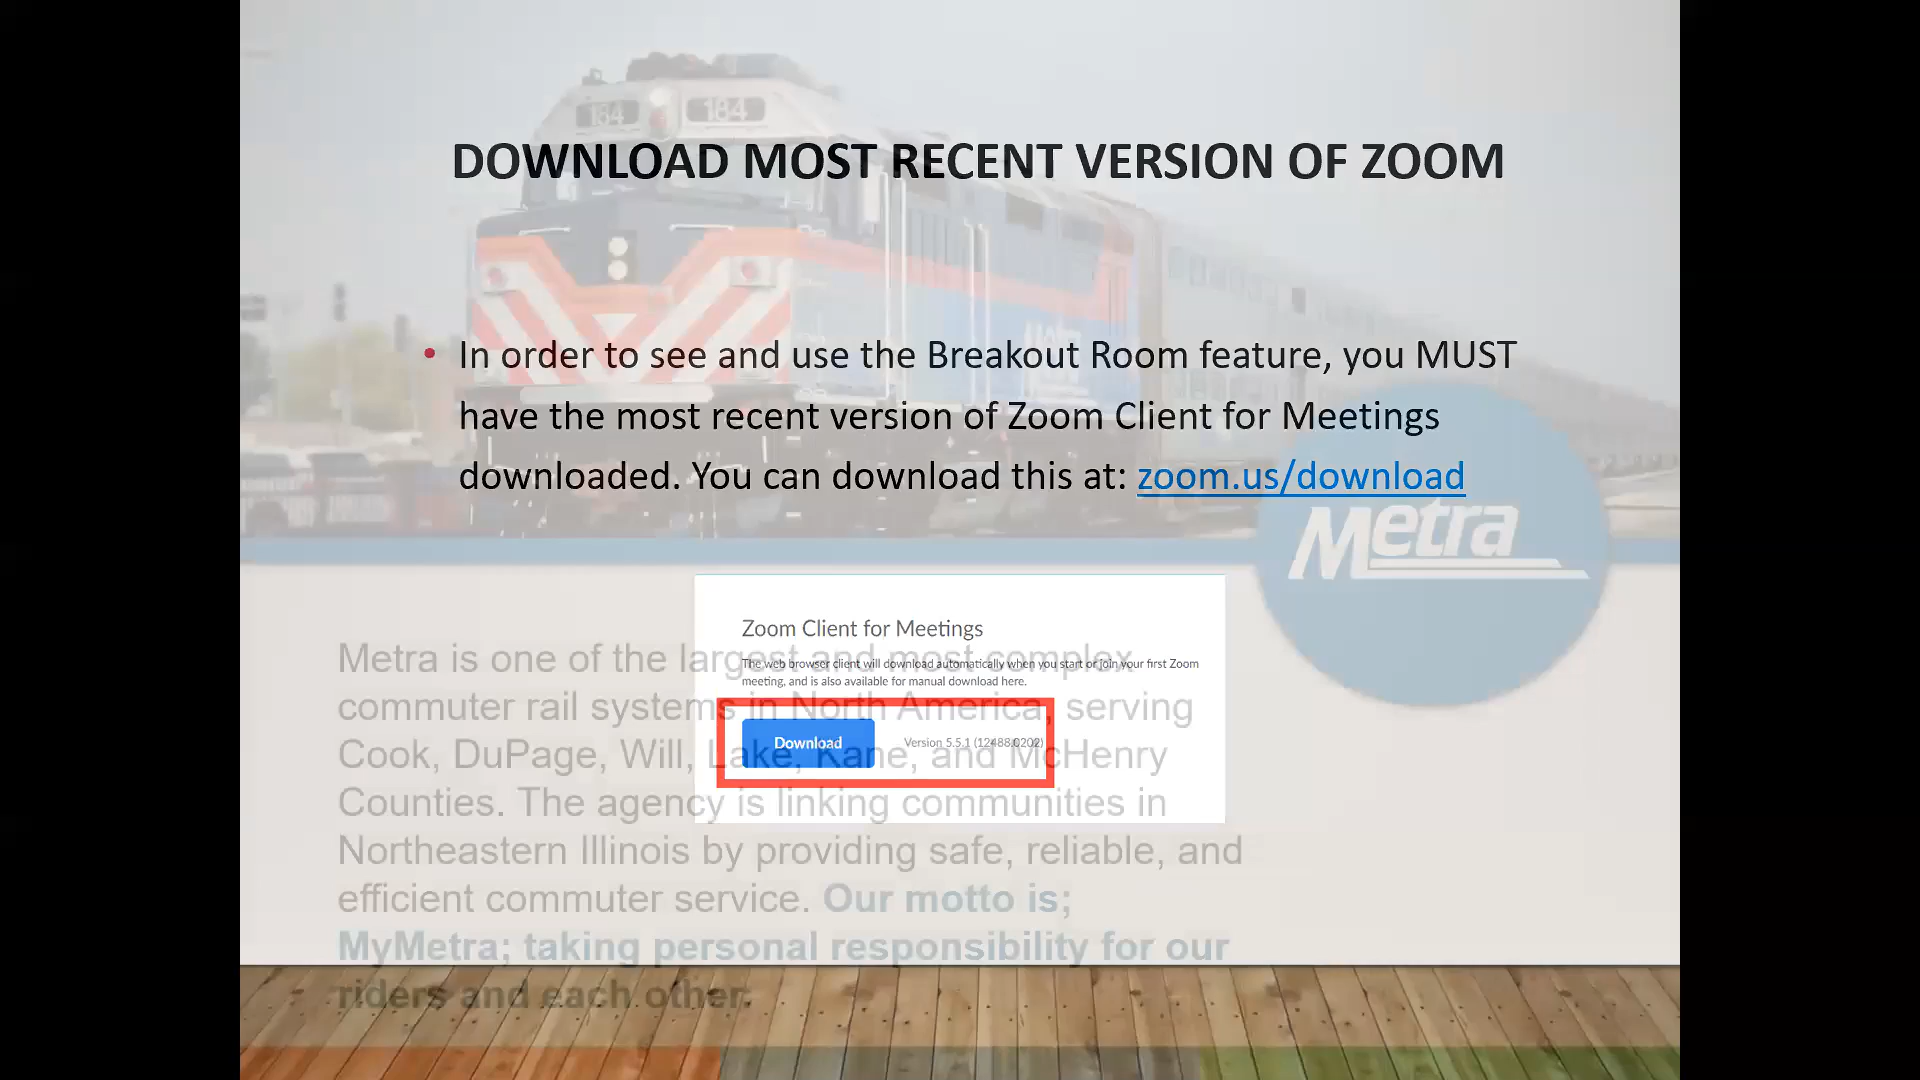 184 184
DOWNLOAD MOST RECENT VERSION OF ZOOM
• In order to see and use the Breakout Room feature, you MUST
have the most recent version of Zoom Client for Meetings
downloaded. You can download this at: zoom.us/download
Metra
Metra
Zoom Client for Meetings
The web browser client will download automatically when you start or join your first Zoom
meeting, and is also available for manual download here.
Download Version 5.5.1 (12488.0202)
Metra is one of the largest and most complex
commuter rail systems in North America, serving
Cook, DuPage, Will, Lake, Kane, and McHenry
Counties. The agency is linking communities in
Northeastern Illinois by providing safe, reliable, and
efficient commuter service. Our motto is;
MyMetra; taking personal responsibility for our
riders and each other.